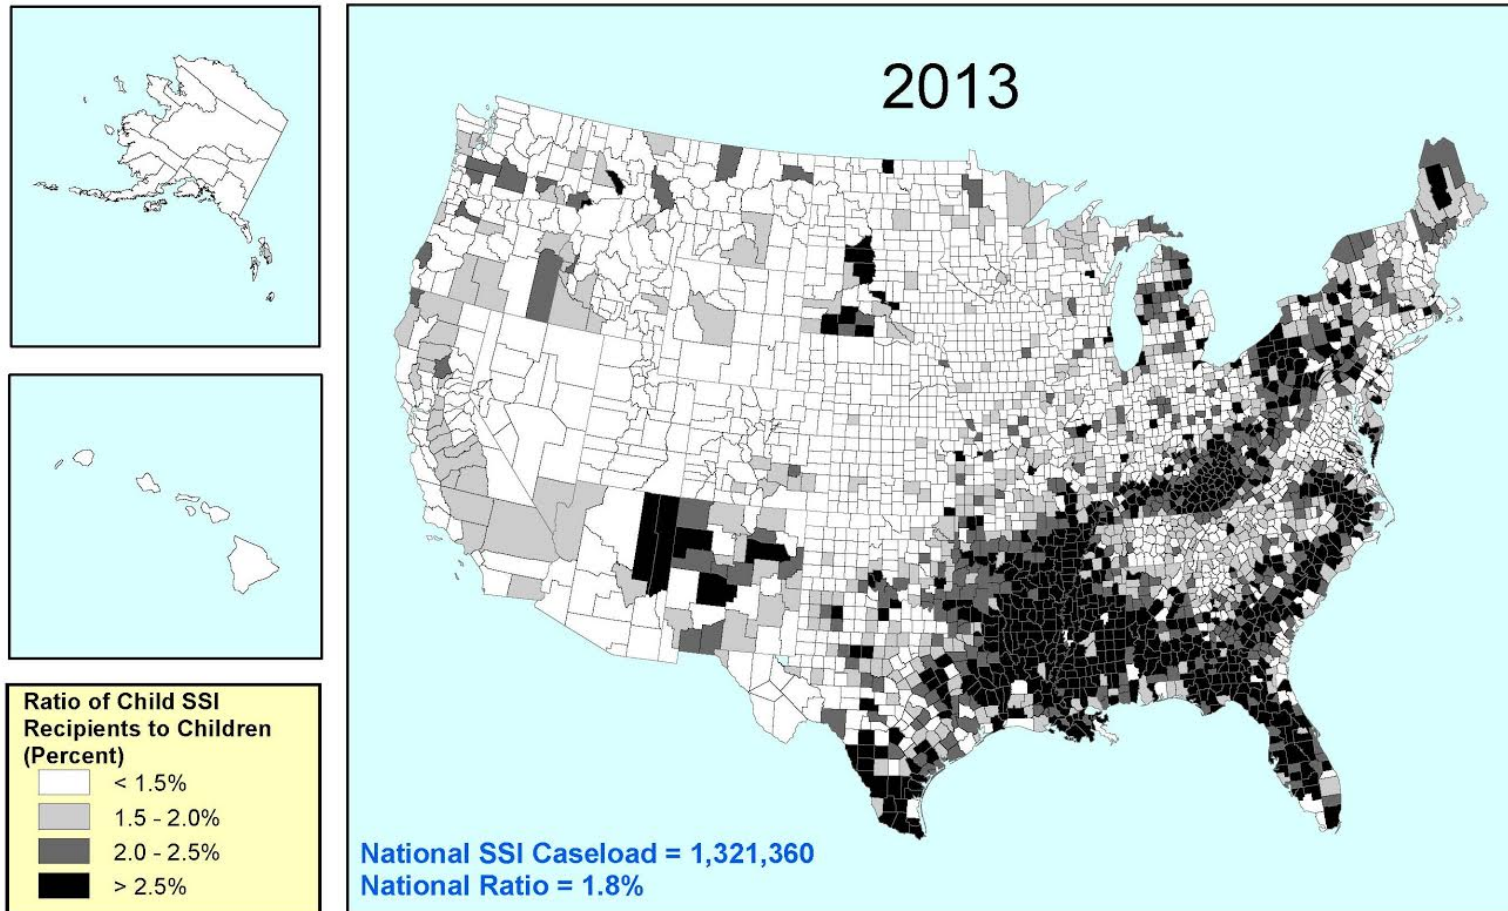 2013
Ratio of Child SSI
Recipients to Children
(Percent)
< 1.5%
1.5 - 2.0%
2.0 - 2.5%
> 2.5%
National SSI Caseload = 1,321,360
National Ratio = 1.8%